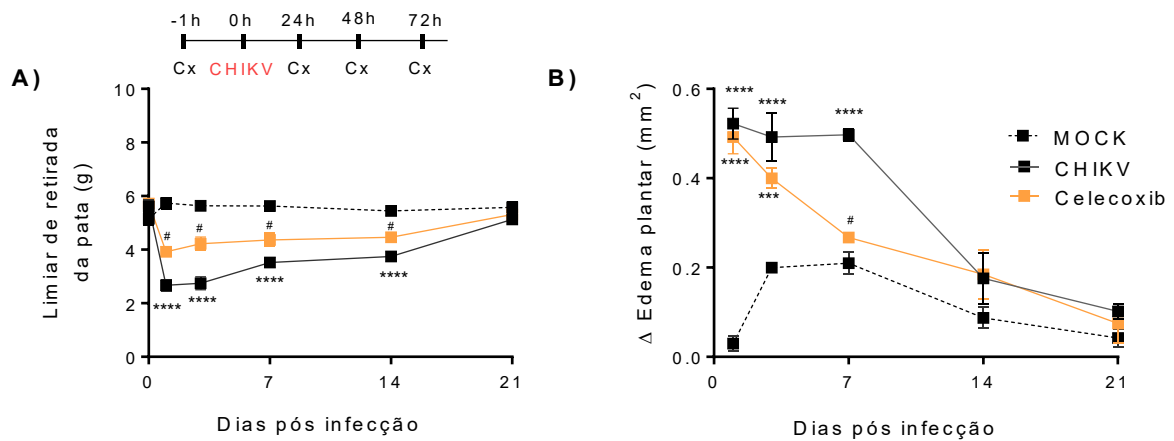 -1h 0h 24h 48h 72h
Cx CHIKV Cx Cx Cx
A)
Limiar de retirada
da pata (g)
10
8
6
4
2
0
# # # #
**** **** **** ****
0 7 14 21
Dias pós infecção
B)
Δ Edema plantar (mm²)
0.6
0.4
0.2
0.0
**** **** ****
**** *** #
0 7 14 21
Dias pós infecção
MOCK
CHIKV
Celecoxib